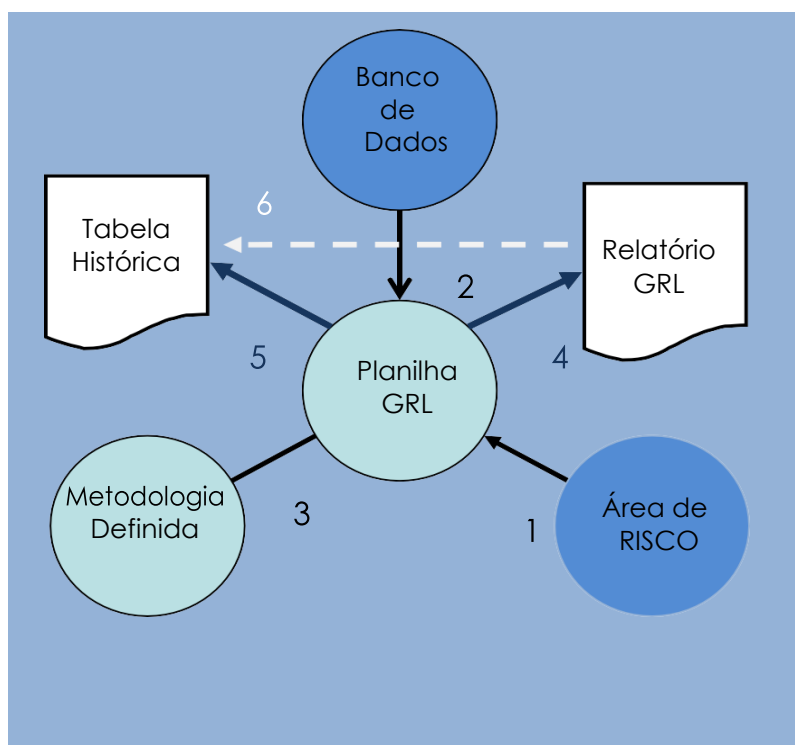 Banco
de
Dados
6
Tabela
Histórica
Relatório
GRL
2
5
4
Planilha
GRL
Metodologia
Definida
3
1
Área de
RISCO